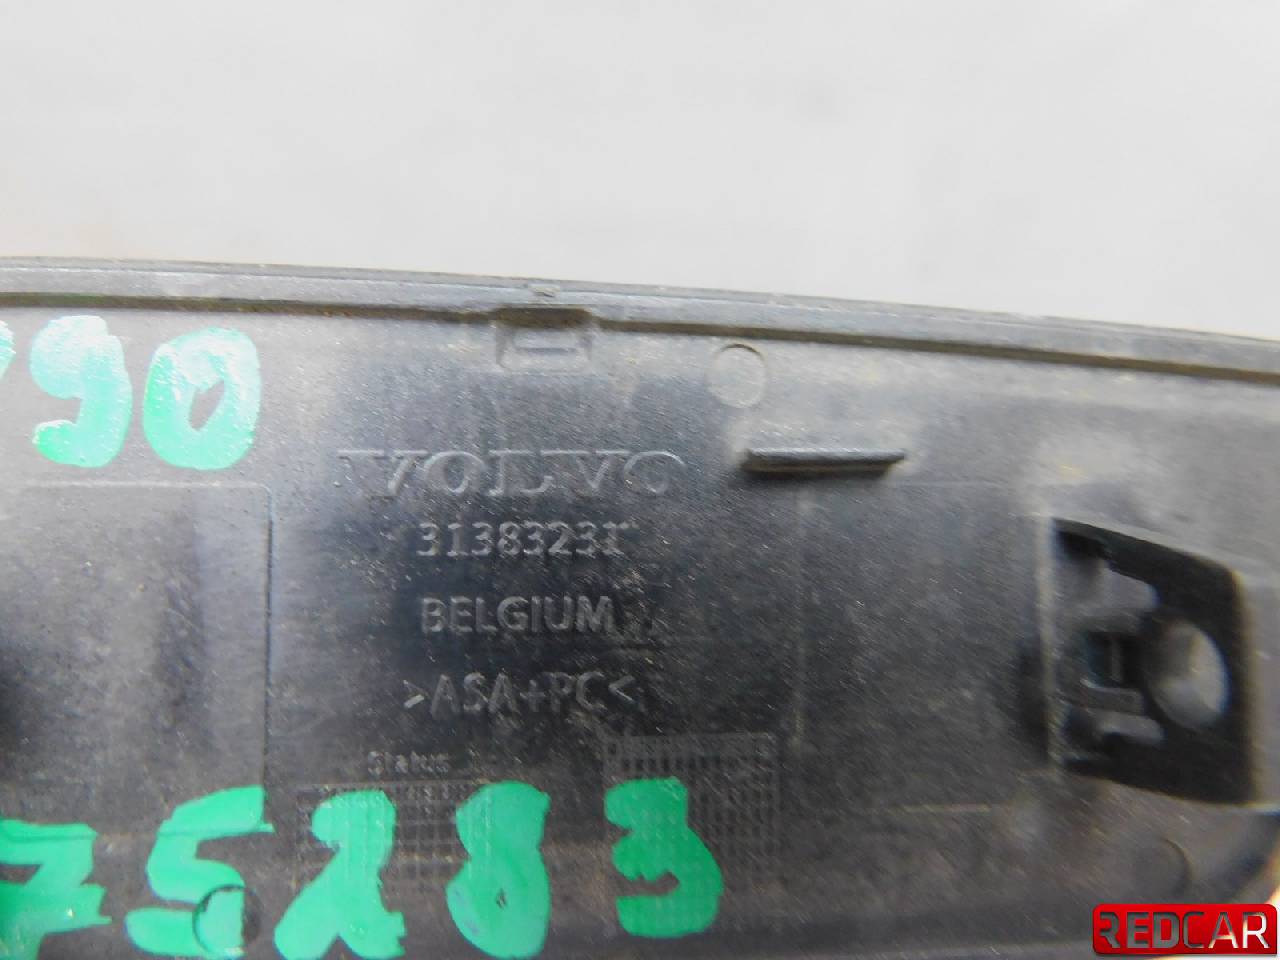 90
VOLVO
31383231
BELGIUM
>ASA+PC<
Status
75283
REDCAR